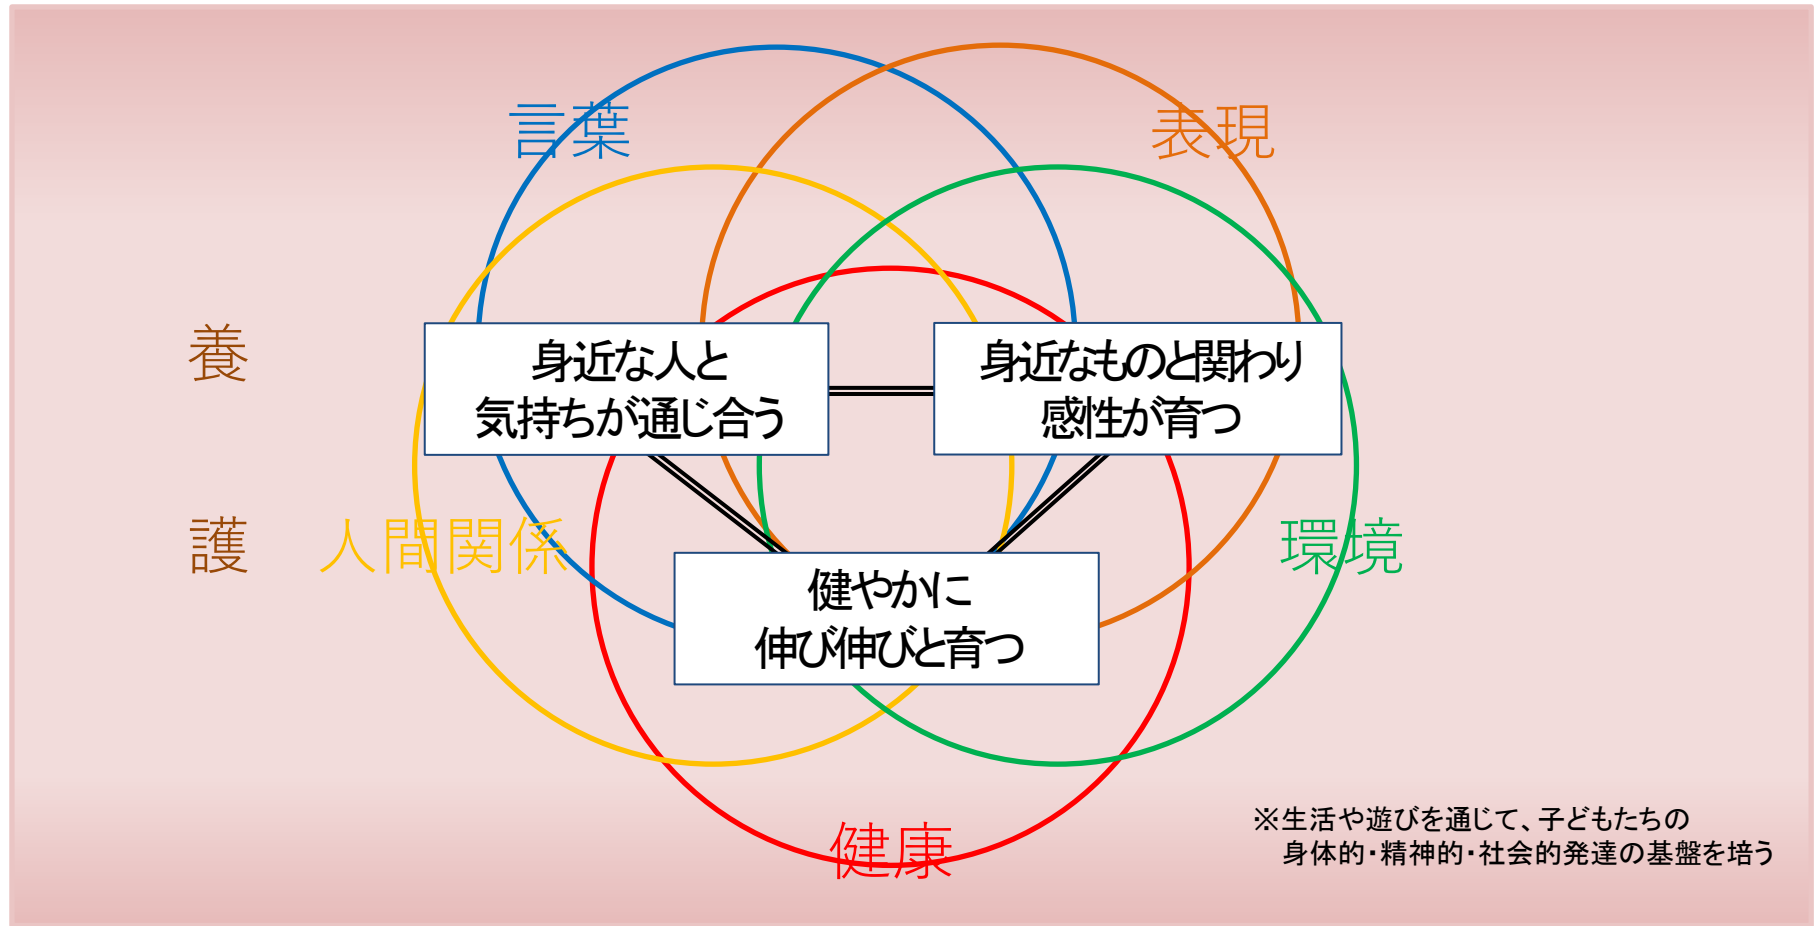 言葉
表現
養
護
身近な人と
気持ちが通じ合う
身近なものと関わり
感性が育つ
人間関係
環境
健やかに
伸び伸びと育つ
健康
※生活や遊びを通じて、子どもたちの
身体的・精神的・社会的発達の基盤を培う